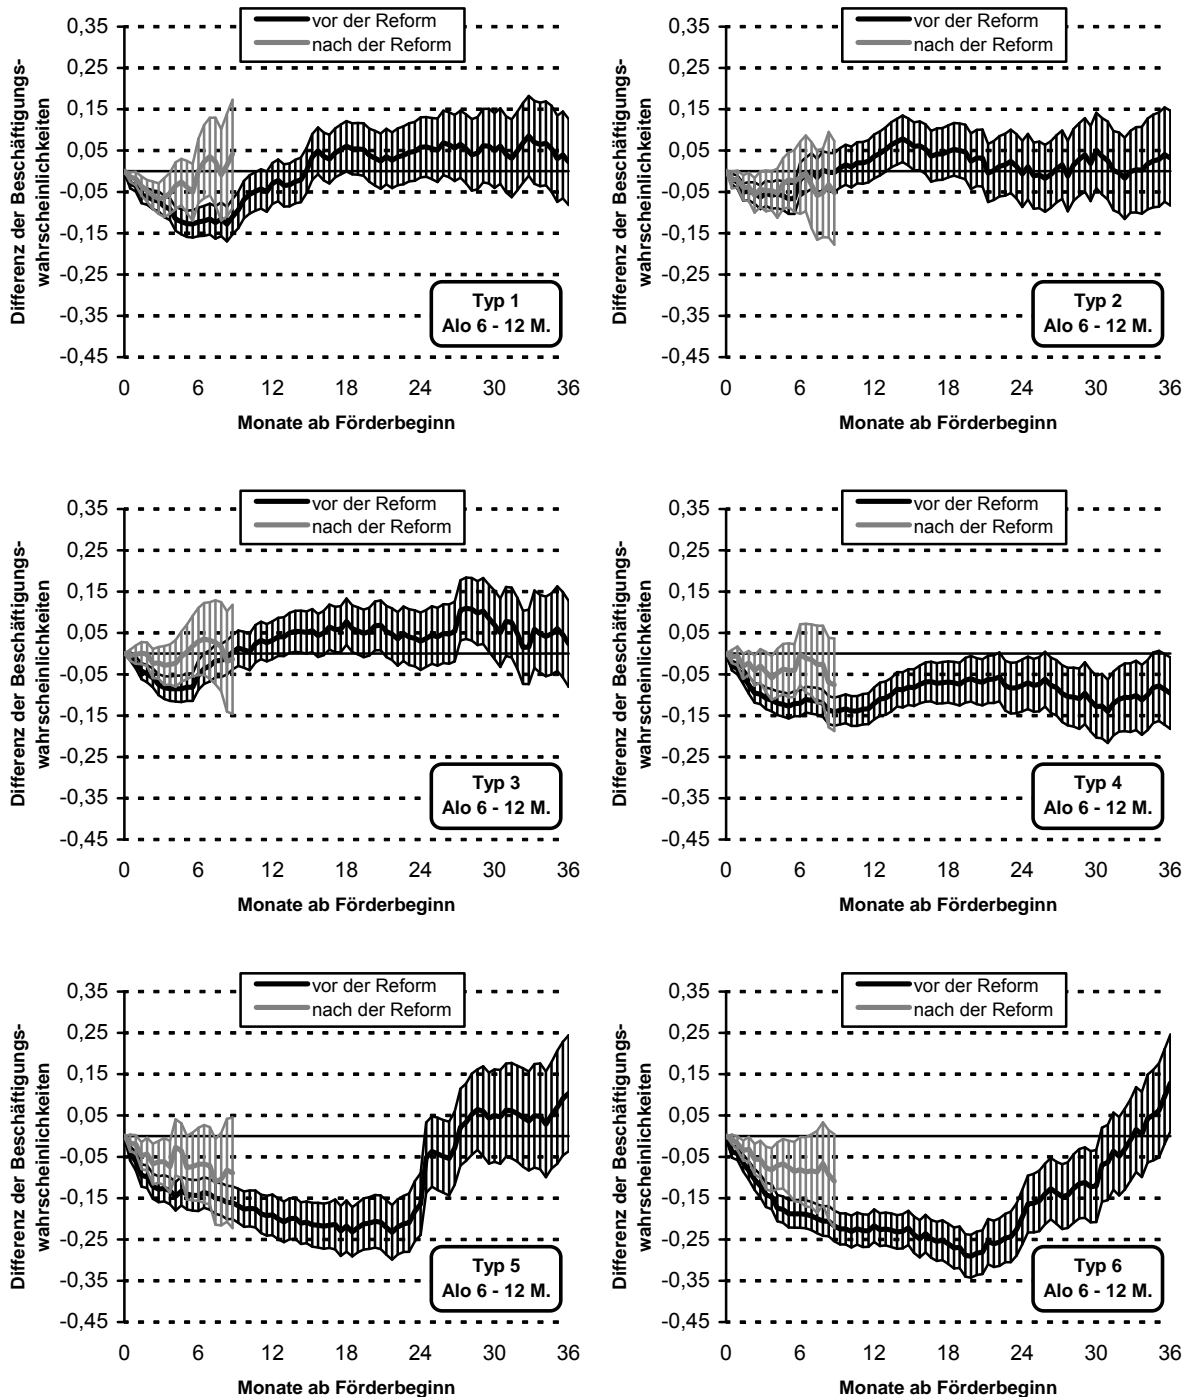 vor der Reform
nach der Reform
Differenz der Beschäftigungs-
wahrscheinlichkeiten
0,35
0,25
0,15
0,05
-0,05
-0,15
-0,25
-0,35
-0,45
Typ 1
Alo 6 - 12 M.
0 6 12 18 24 30 36
Monate ab Förderbeginn
vor der Reform
nach der Reform
Differenz der Beschäftigungs-
wahrscheinlichkeiten
0,35
0,25
0,15
0,05
-0,05
-0,15
-0,25
-0,35
-0,45
Typ 2
Alo 6 - 12 M.
0 6 12 18 24 30 36
Monate ab Förderbeginn
vor der Reform
nach der Reform
Differenz der Beschäftigungs-
wahrscheinlichkeiten
0,35
0,25
0,15
0,05
-0,05
-0,15
-0,25
-0,35
-0,45
Typ 3
Alo 6 - 12 M.
0 6 12 18 24 30 36
Monate ab Förderbeginn
vor der Reform
nach der Reform
Differenz der Beschäftigungs-
wahrscheinlichkeiten
0,35
0,25
0,15
0,05
-0,05
-0,15
-0,25
-0,35
-0,45
Typ 4
Alo 6 - 12 M.
0 6 12 18 24 30 36
Monate ab Förderbeginn
vor der Reform
nach der Reform
Differenz der Beschäftigungs-
wahrscheinlichkeiten
0,35
0,25
0,15
0,05
-0,05
-0,15
-0,25
-0,35
-0,45
Typ 5
Alo 6 - 12 M.
0 6 12 18 24 30 36
Monate ab Förderbeginn
vor der Reform
nach der Reform
Differenz der Beschäftigungs-
wahrscheinlichkeiten
0,35
0,25
0,15
0,05
-0,05
-0,15
-0,25
-0,35
-0,45
Typ 6
Alo 6 - 12 M.
0 6 12 18 24 30 36
Monate ab Förderbeginn